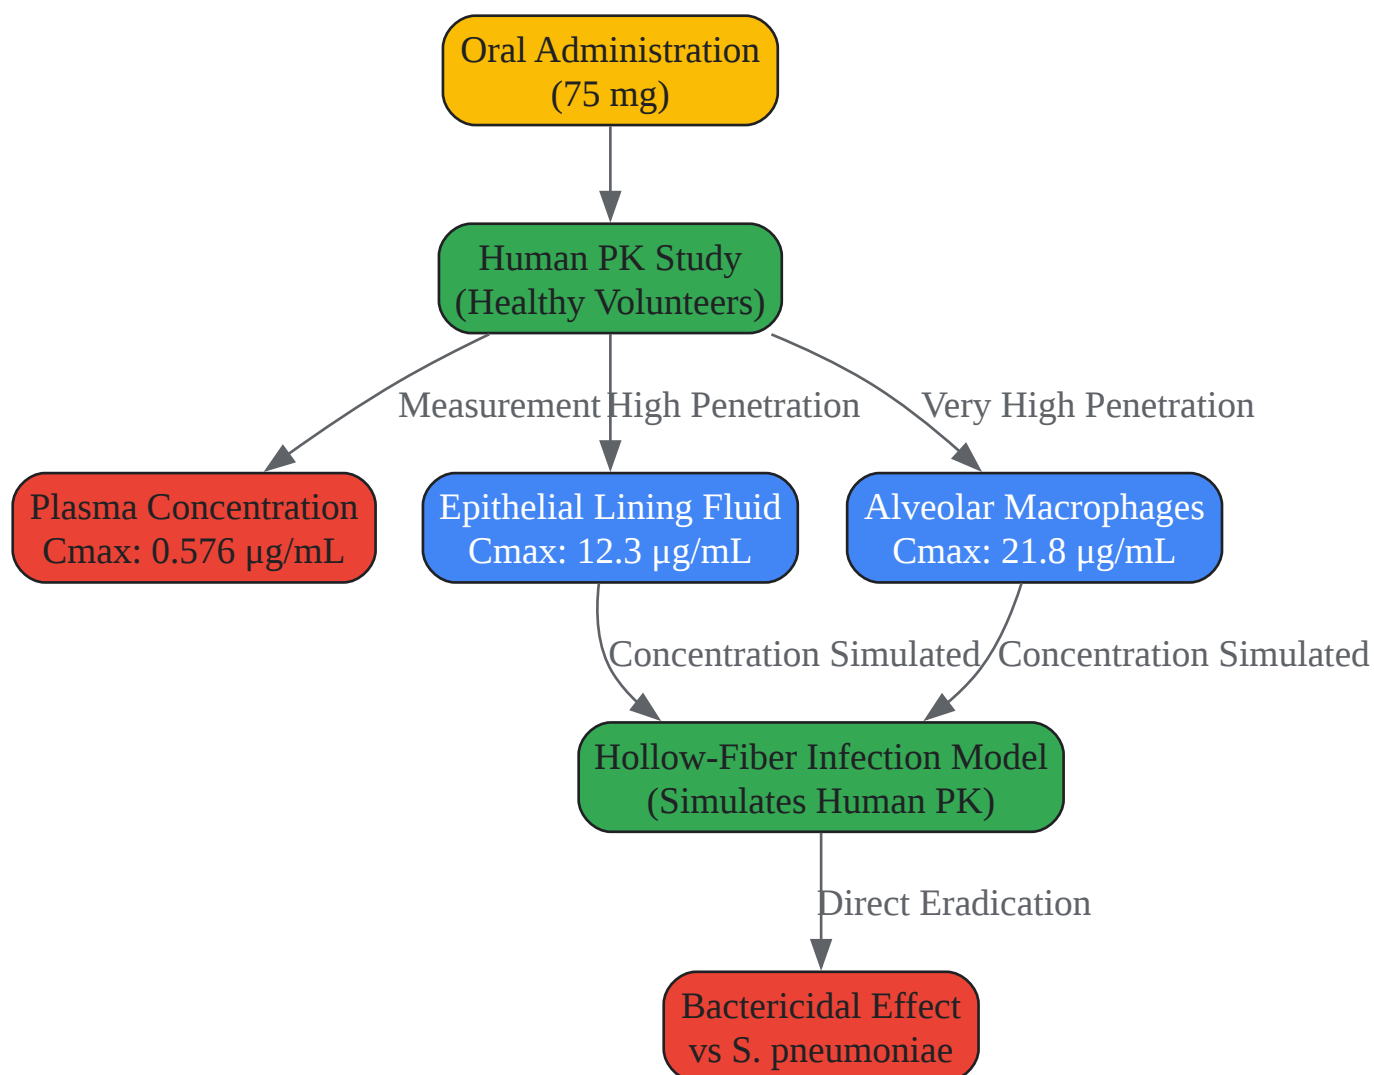 Oral Administration
(75 mg)
Human PK Study
(Healthy Volunteers)
Measurement
High Penetration
Very High Penetration
Plasma Concentration
Cmax: 0.576 μg/mL
Epithelial Lining Fluid
Cmax: 12.3 μg/mL
Alveolar Macrophages
Cmax: 21.8 μg/mL
Concentration Simulated
Concentration Simulated
Hollow-Fiber Infection Model
(Simulates Human PK)
Direct Eradication
Bactericidal Effect
vs S. pneumoniae